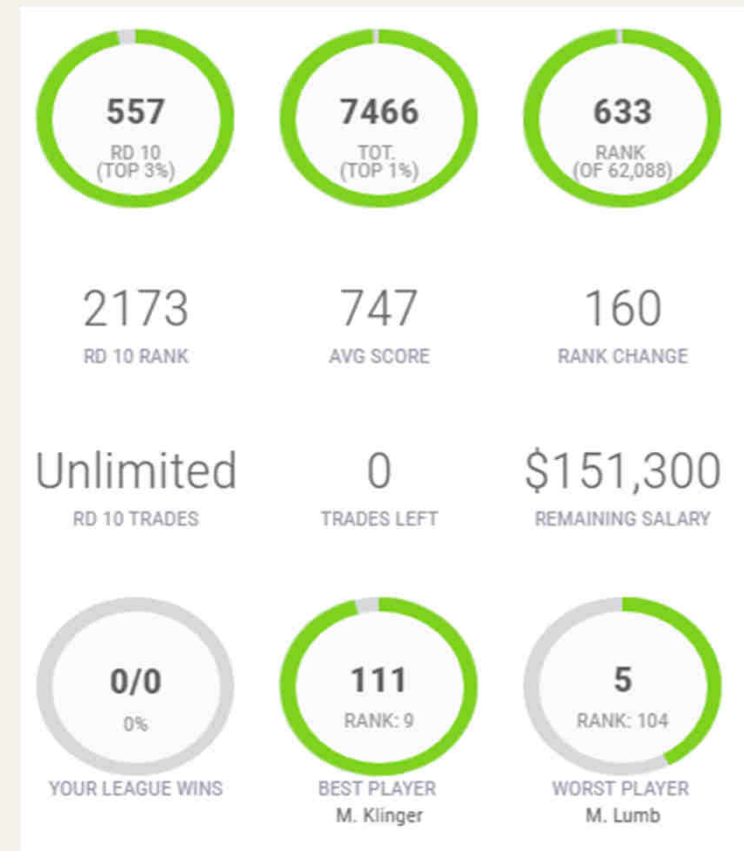 557
RD 10
(TOP 3%)
7466
TOT.
(TOP 1%)
633
RANK
(OF 62,088)
2173
RD 10 RANK
747
AVG SCORE
160
RANK CHANGE
Unlimited
RD 10 TRADES
0
TRADES LEFT
$151,300
REMAINING SALARY
0/0
0%
YOUR LEAGUE WINS
111
RANK: 9
BEST PLAYER
M. Klinger
5
RANK: 104
WORST PLAYER
M. Lumb